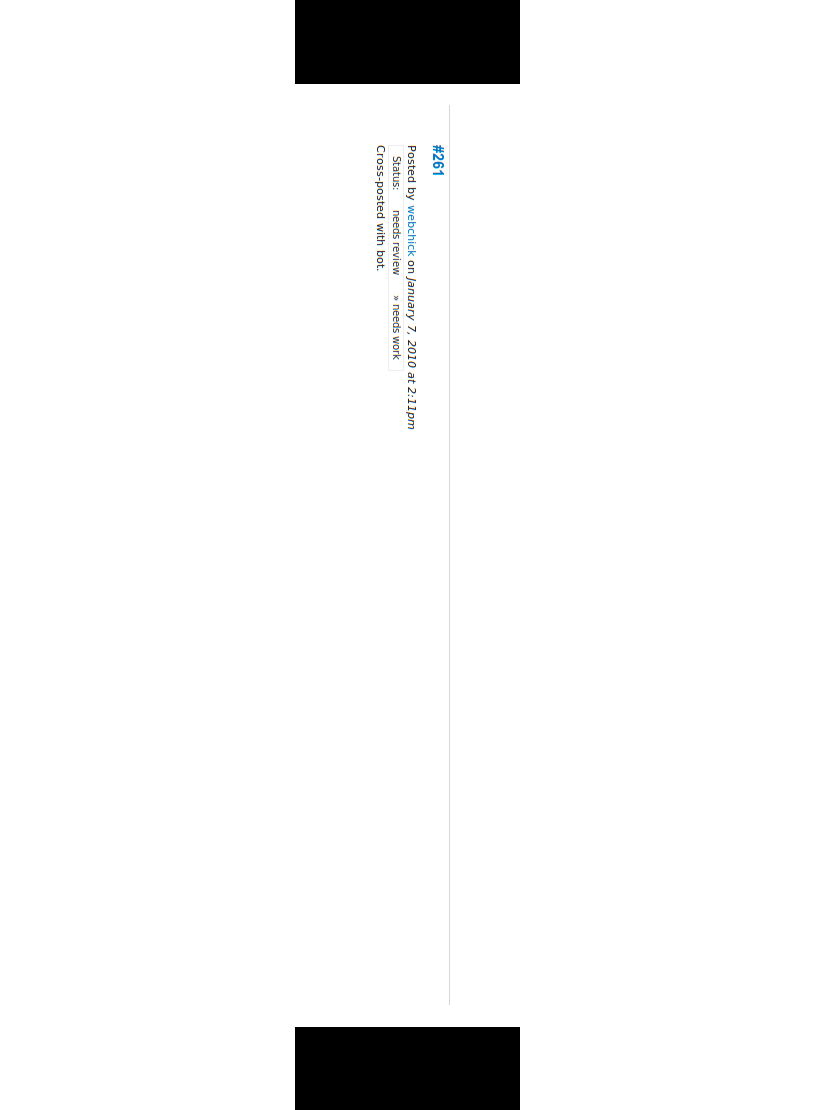 #261
Posted by webchick on January 7, 2010 at 2:11pm
Status: needs review » needs work
Cross-posted with bot.